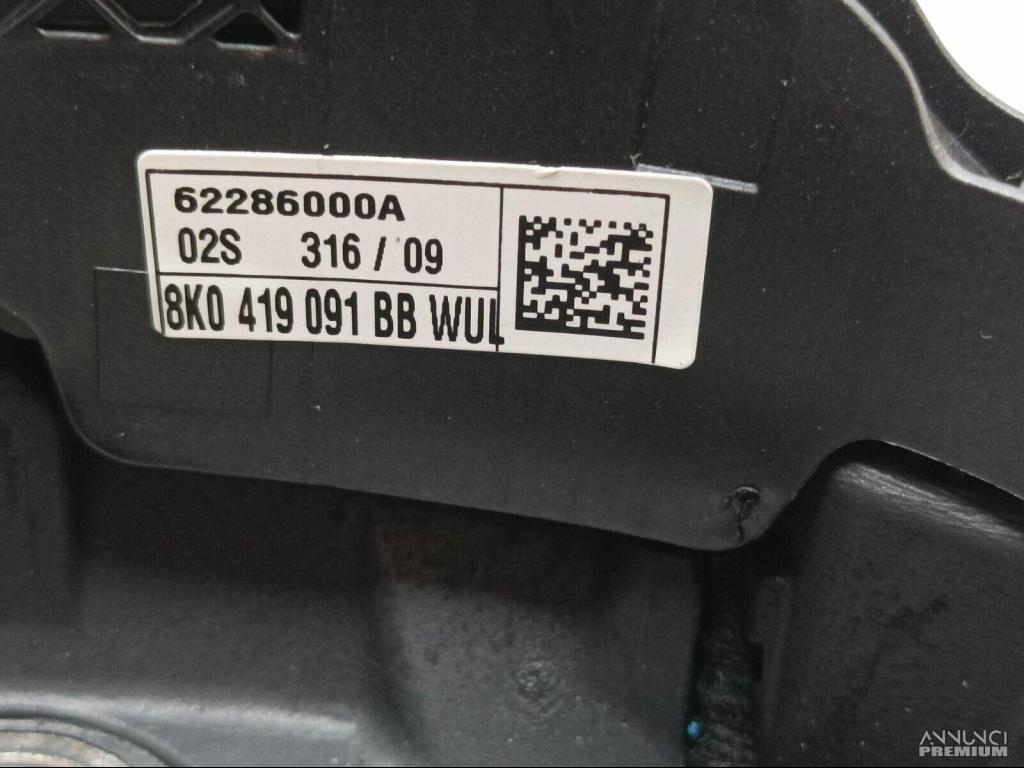 62286000A
02S 316 / 09
8K0 419 091 BB WUL
ANNUNCI
PREMIUM